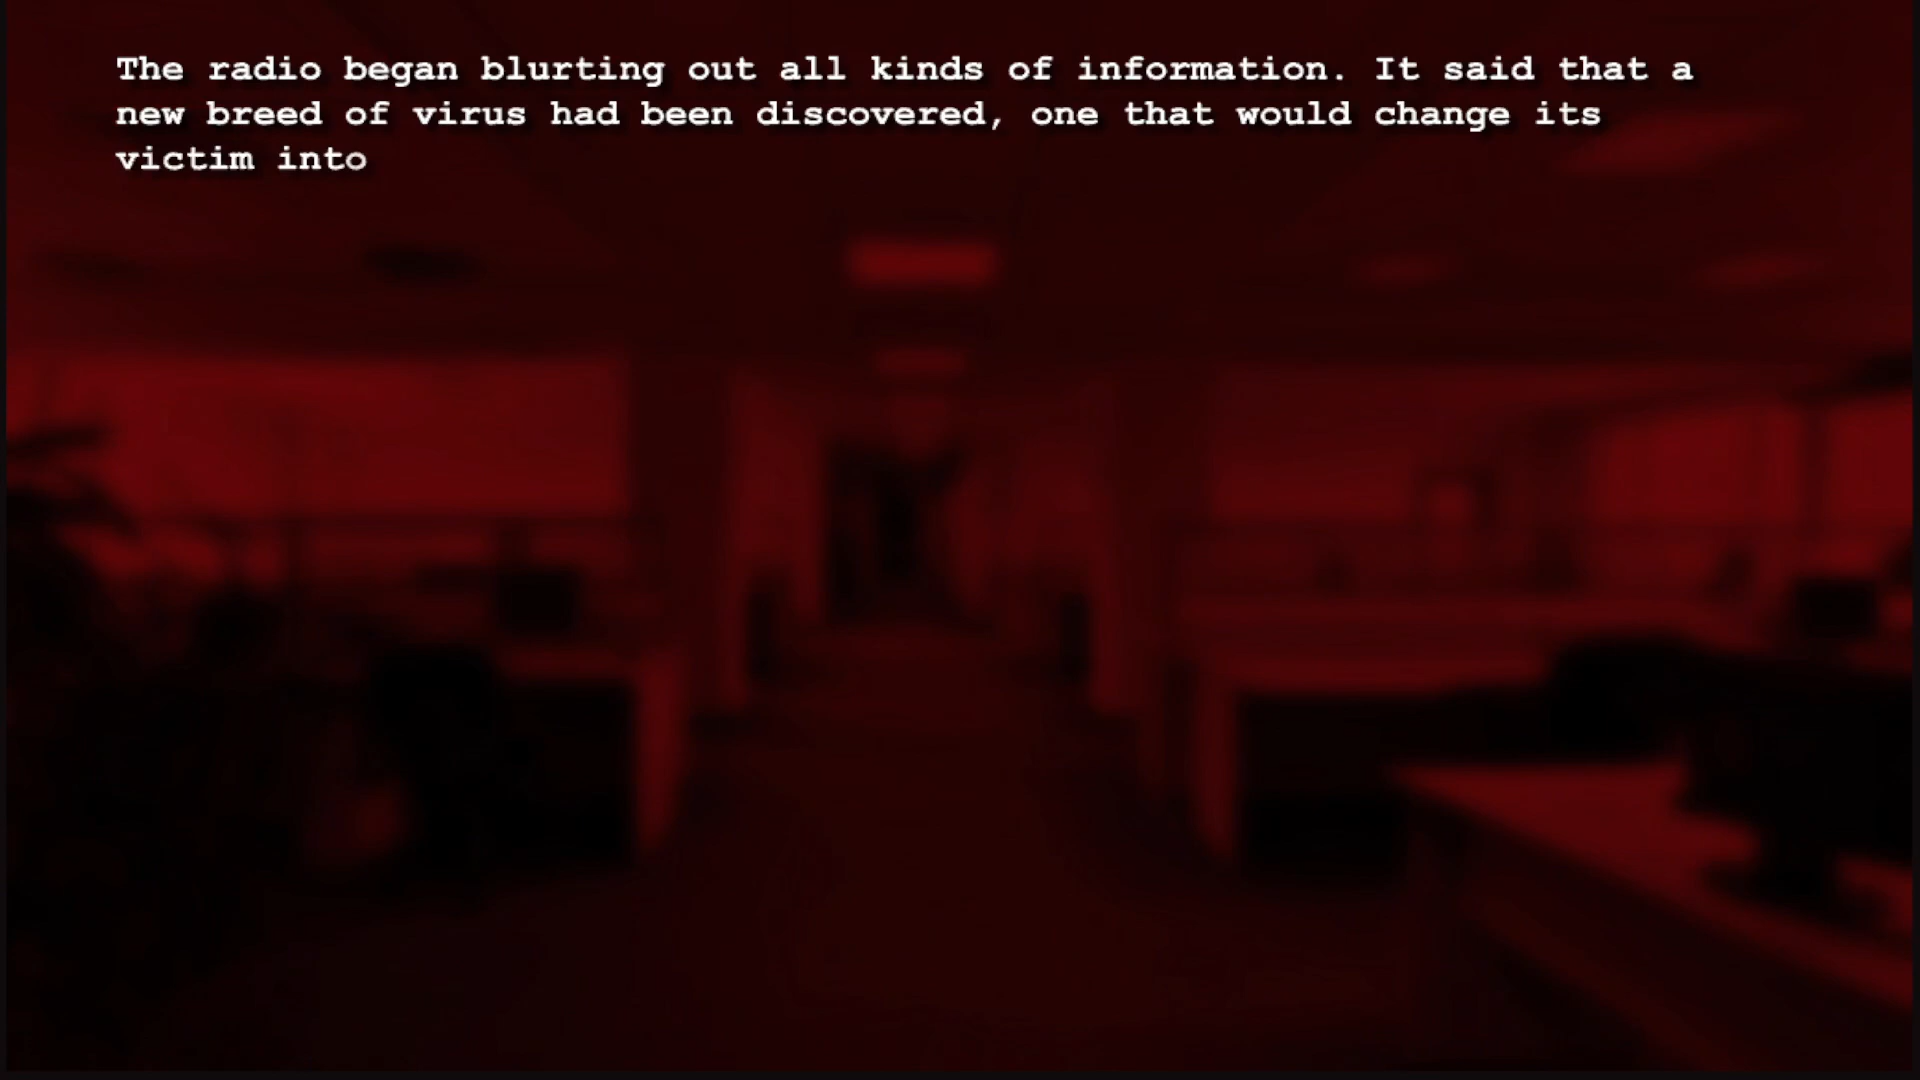 The radio began blurting out all kinds of information. It said that a
new breed of virus had been discovered, one that would change its
victim into